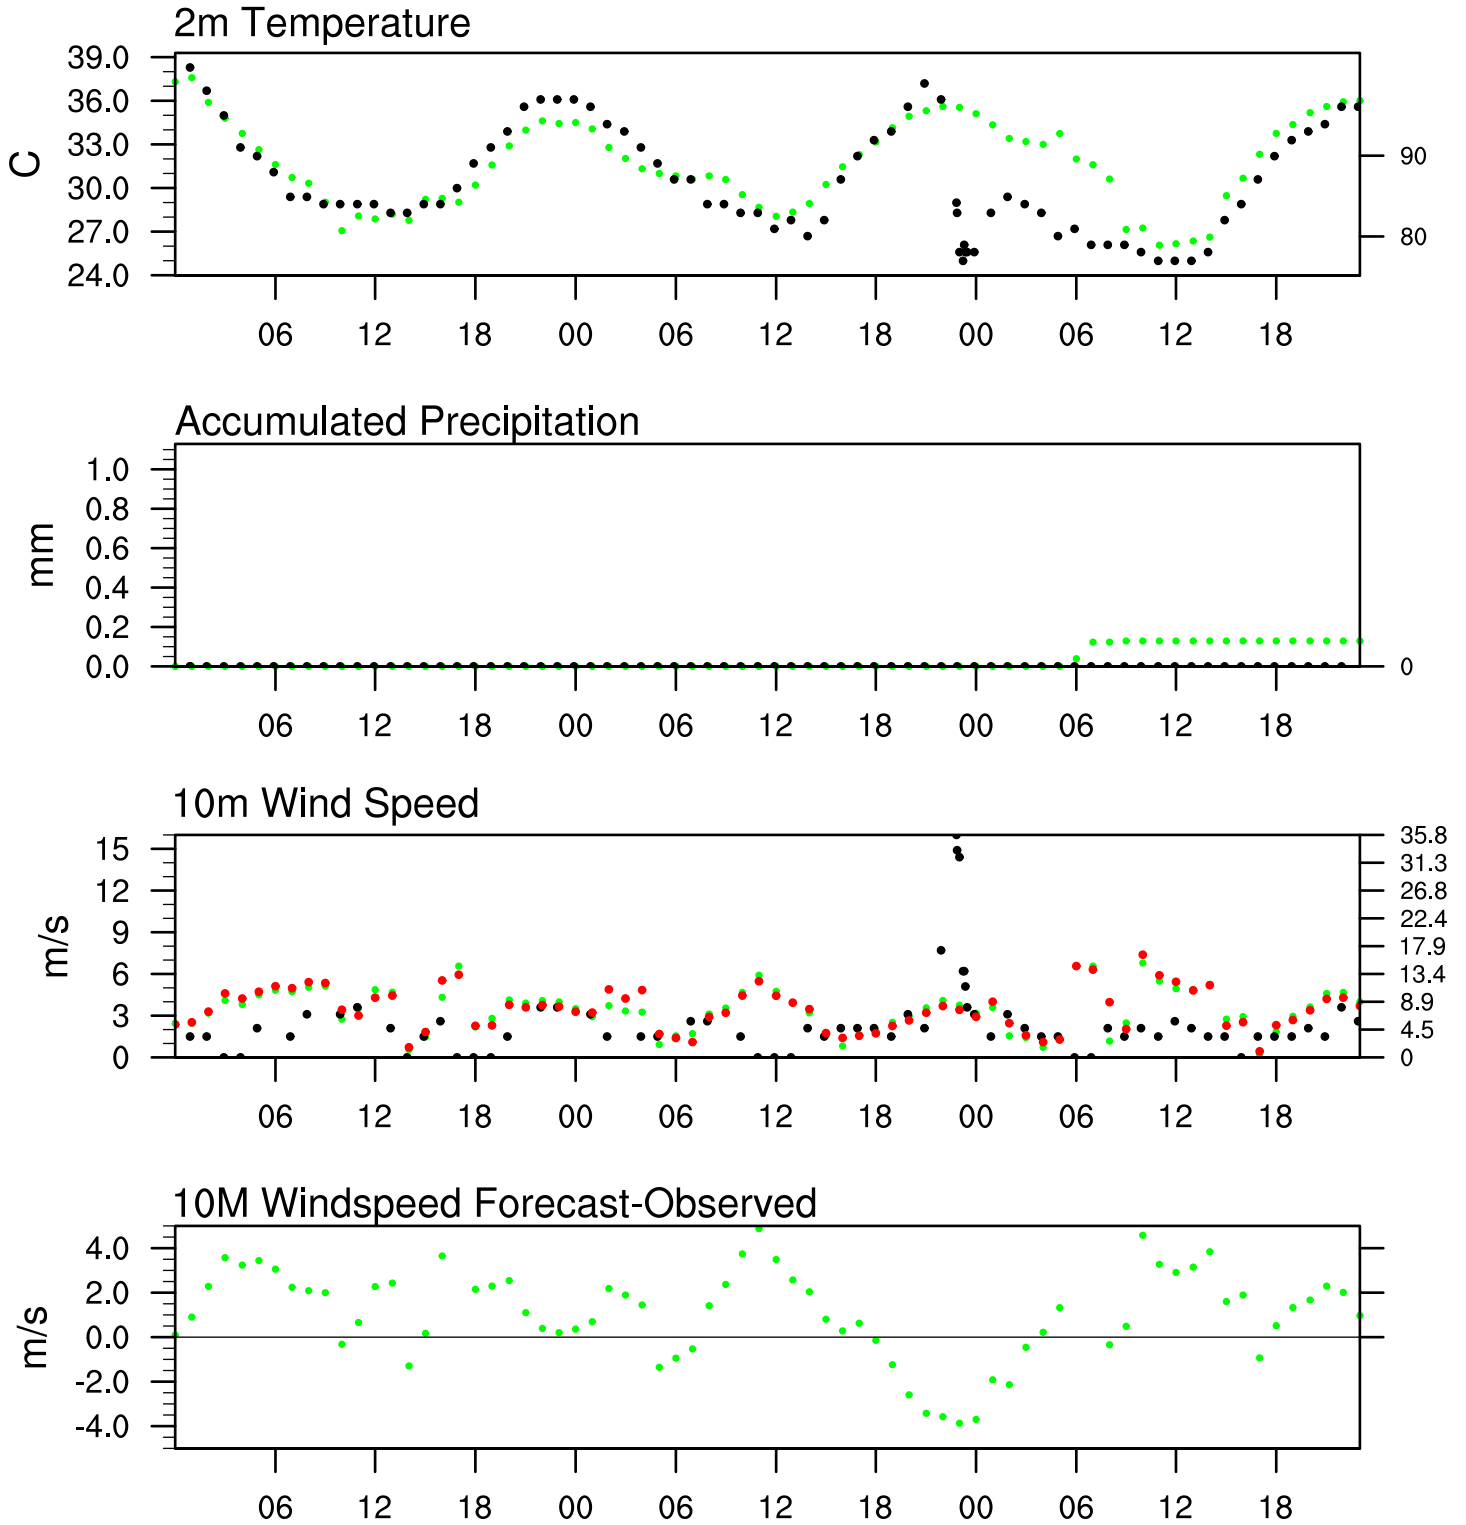 2m Temperature
39.0
36.0
33.0
30.0
27.0
24.0
C
90
80
06 12 18 00 06 12 18 00 06 12 18
Accumulated Precipitation
1.0
0.8
0.6
0.4
0.2
0.0
mm
0
06 12 18 00 06 12 18 00 06 12 18
10m Wind Speed
15
12
9
6
3
0
m/s
35.8
31.3
26.8
22.4
17.9
13.4
8.9
4.5
0
06 12 18 00 06 12 18 00 06 12 18
10M Windspeed Forecast-Observed
4.0
2.0
0.0
-2.0
-4.0
m/s
06 12 18 00 06 12 18 00 06 12 18